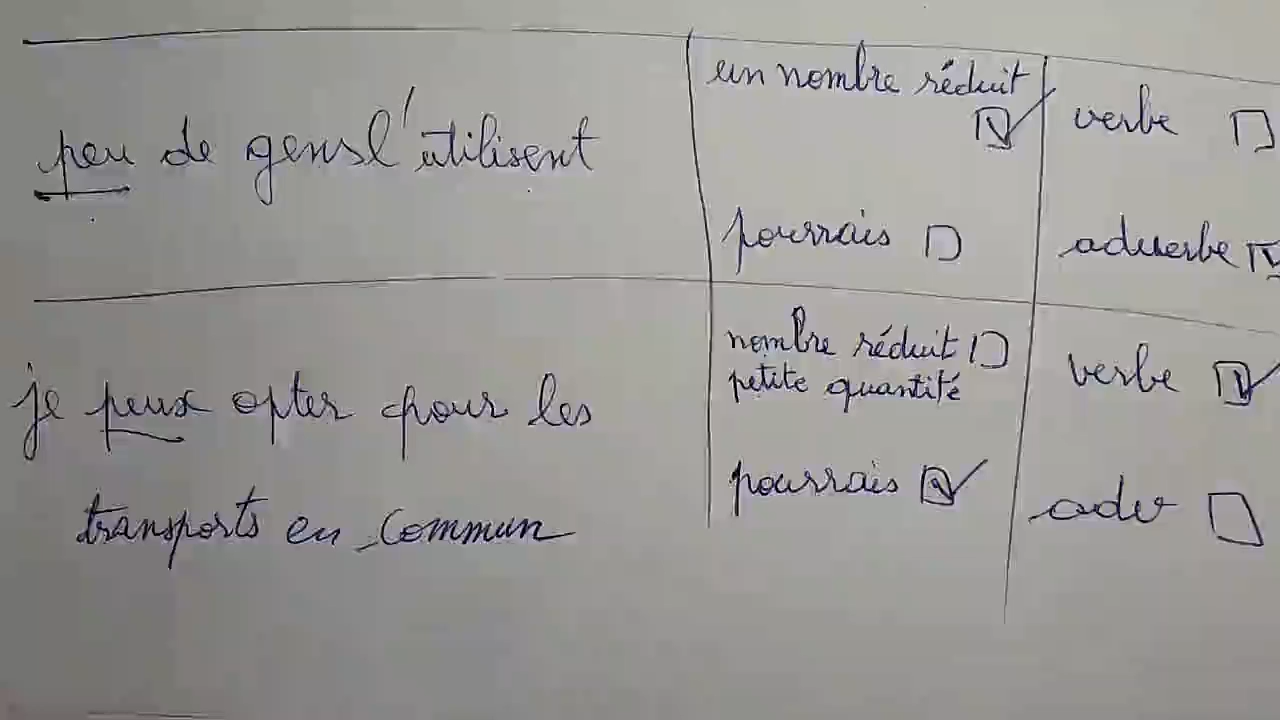 un nombre réduit
peu de gens l'utilisent
verbe
pourrais
adverbe
nombre réduit
petite quantité
verbe
je peux opter pour les
pourrais
adv
transports en commun